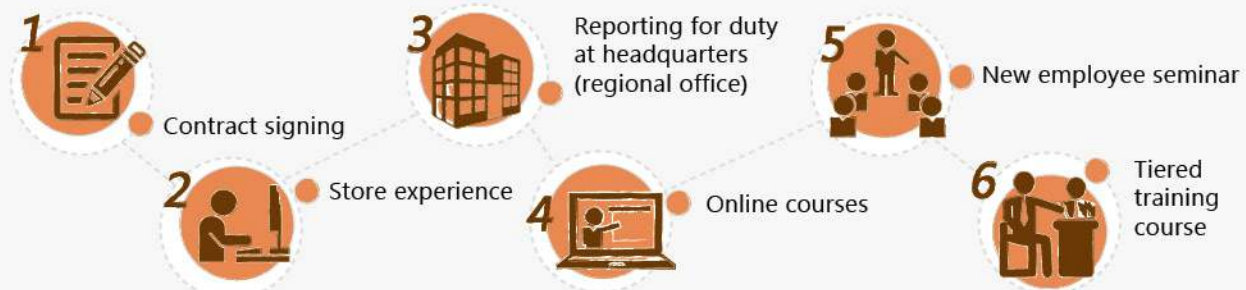 1
Contract signing
2
Store experience
3
Reporting for duty
at headquarters
(regional office)
4
Online courses
5
New employee seminar
6
Tiered
training
course